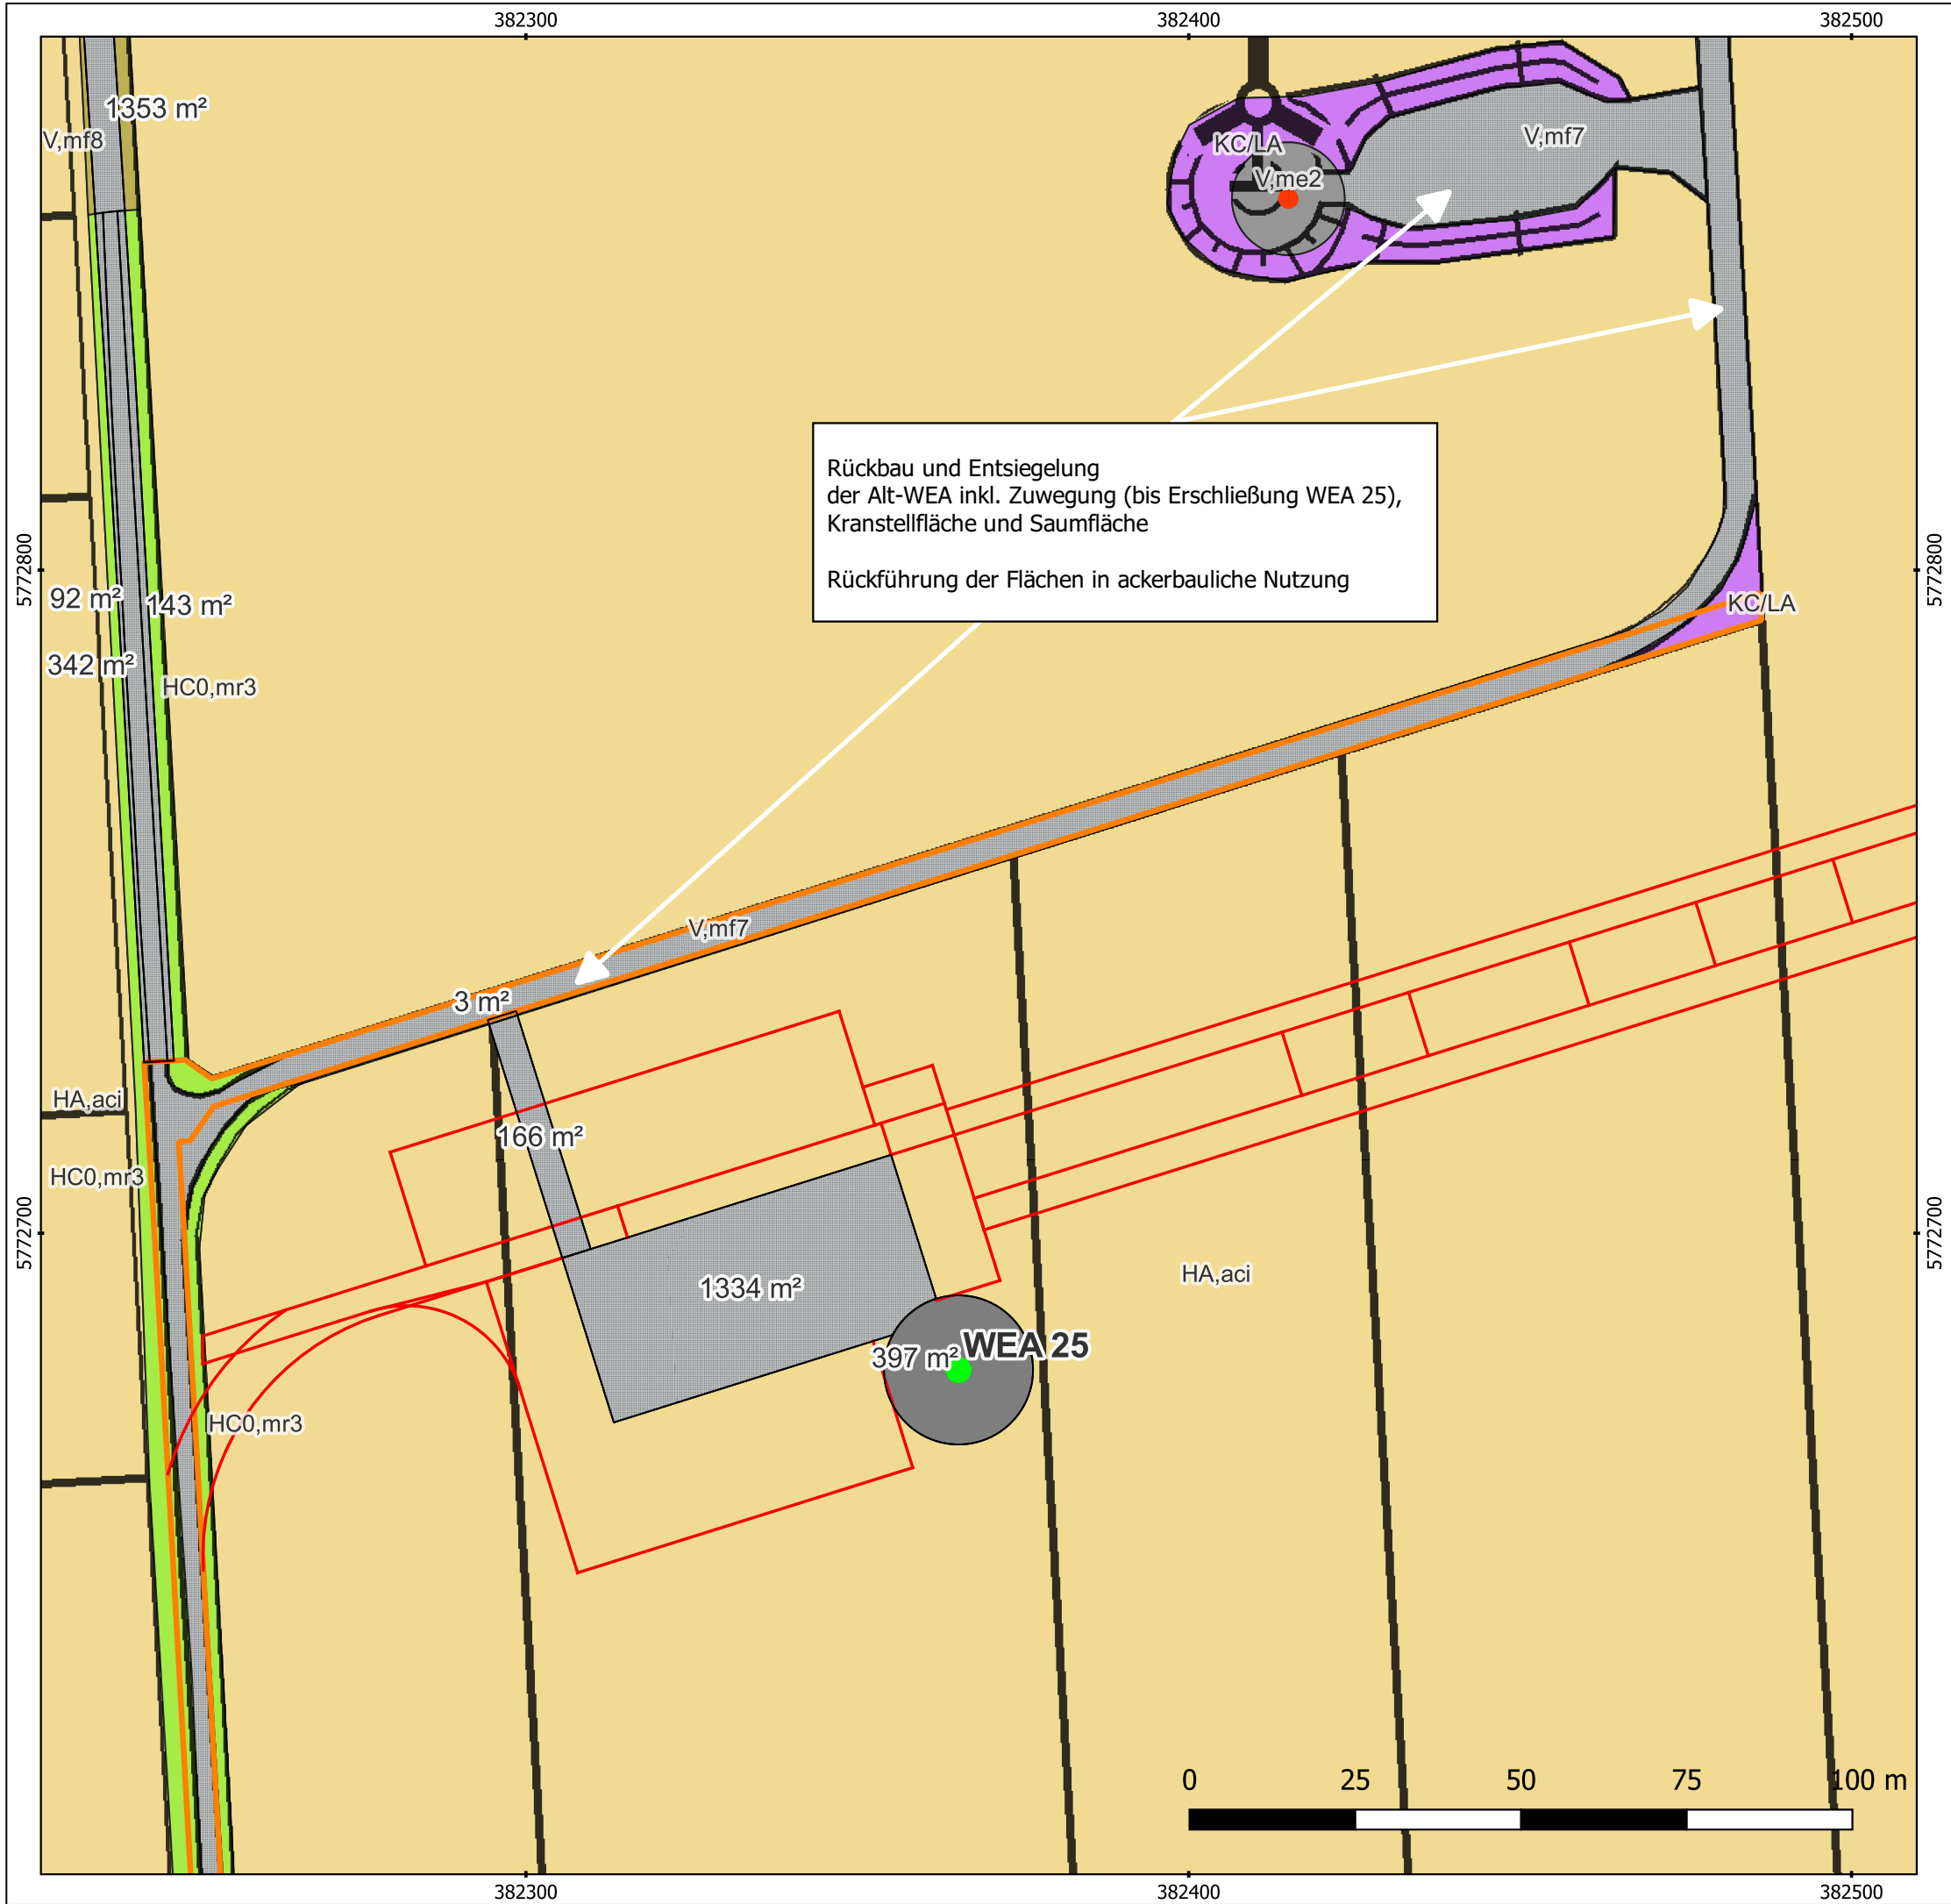 382300
382400
382500
1353 m²
V,mf8
KC/LA
V,mf7
V,me2
Rückbau und Entsiegelung
der Alt-WEA inkl. Zuwegung (bis Erschließung WEA 25),
Kranstellfläche und Saumfläche
Rückführung der Flächen in ackerbauliche Nutzung
5772800
5772800
92 m²
143 m²
KC/LA
342 m²
HC0,mr3
V,mf7
3 m²
HA,aci
166 m²
HC0,mr3
5772700
5772700
HA,aci
1334 m²
WEA 25
397 m²
HC0,mr3
0
25
50
75
100 m
382300
382400
382500